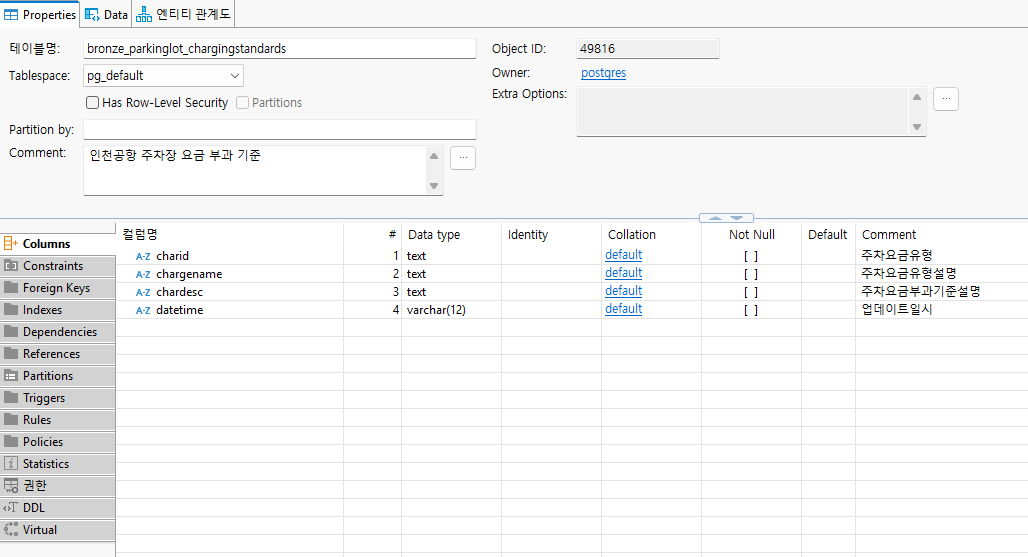 Properties Data 엔티티 관계도
테이블명: bronze_parkinglot_chargingstandards Object ID: 49816
Tablespace: pg_default Owner: postgres
Has Row-Level Security Partitions Extra Options: ...
Partition by:
Comment: 인천공항 주차장 요금 부과 기준 ...
Columns
Constraints
Foreign Keys
Indexes
Dependencies
References
Partitions
Triggers
Rules
Policies
Statistics
권한
DDL
Virtual
컬럼명 # Data type Identity Collation Not Null Default Comment
A-Z charid 1 text default [ ] 주차요금유형
A-Z chargename 2 text default [ ] 주차요금유형설명
A-Z chardesc 3 text default [ ] 주차요금부과기준설명
A-Z datetime 4 varchar(12) default [ ] 업데이트일시